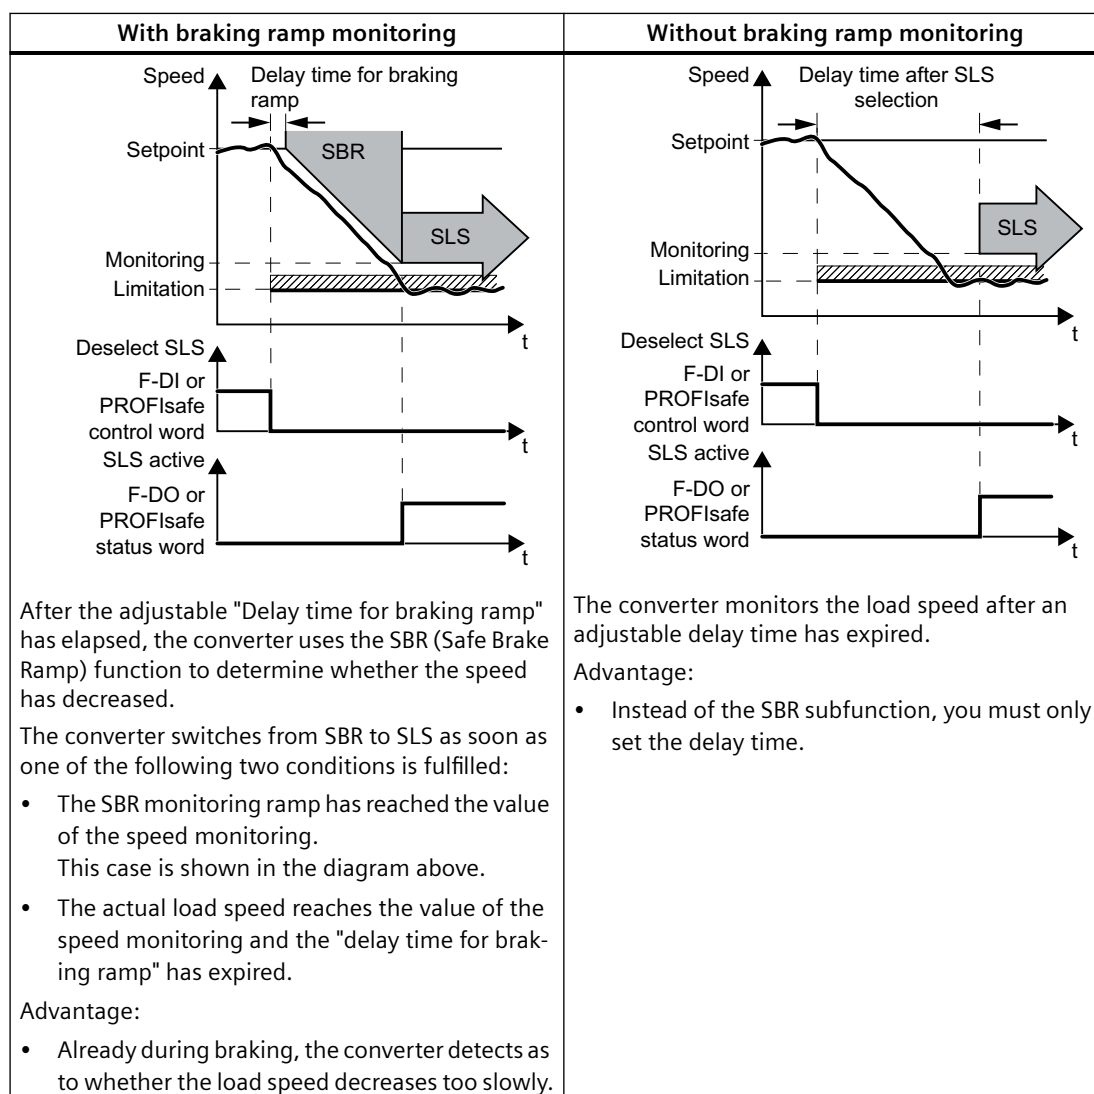 With braking ramp monitoring
Speed
Delay time for braking
ramp
Setpoint
SBR
SLS
Monitoring
Limitation
t
Deselect SLS
F-DI or
PROFIsafe
control word
t
SLS active
F-DO or
PROFIsafe
status word
t
After the adjustable "Delay time for braking ramp"
has elapsed, the converter uses the SBR (Safe Brake
Ramp) function to determine whether the speed
has decreased.
The converter switches from SBR to SLS as soon as
one of the following two conditions is fulfilled:
• The SBR monitoring ramp has reached the value
of the speed monitoring.
This case is shown in the diagram above.
• The actual load speed reaches the value of the
speed monitoring and the "delay time for brak-
ing ramp" has expired.
Advantage:
• Already during braking, the converter detects as
to whether the load speed decreases too slowly.
Without braking ramp monitoring
Speed
Delay time after SLS
selection
Setpoint
SLS
Monitoring
Limitation
t
Deselect SLS
F-DI or
PROFIsafe
control word
t
SLS active
F-DO or
PROFIsafe
status word
t
The converter monitors the load speed after an
adjustable delay time has expired.
Advantage:
• Instead of the SBR subfunction, you must only
set the delay time.